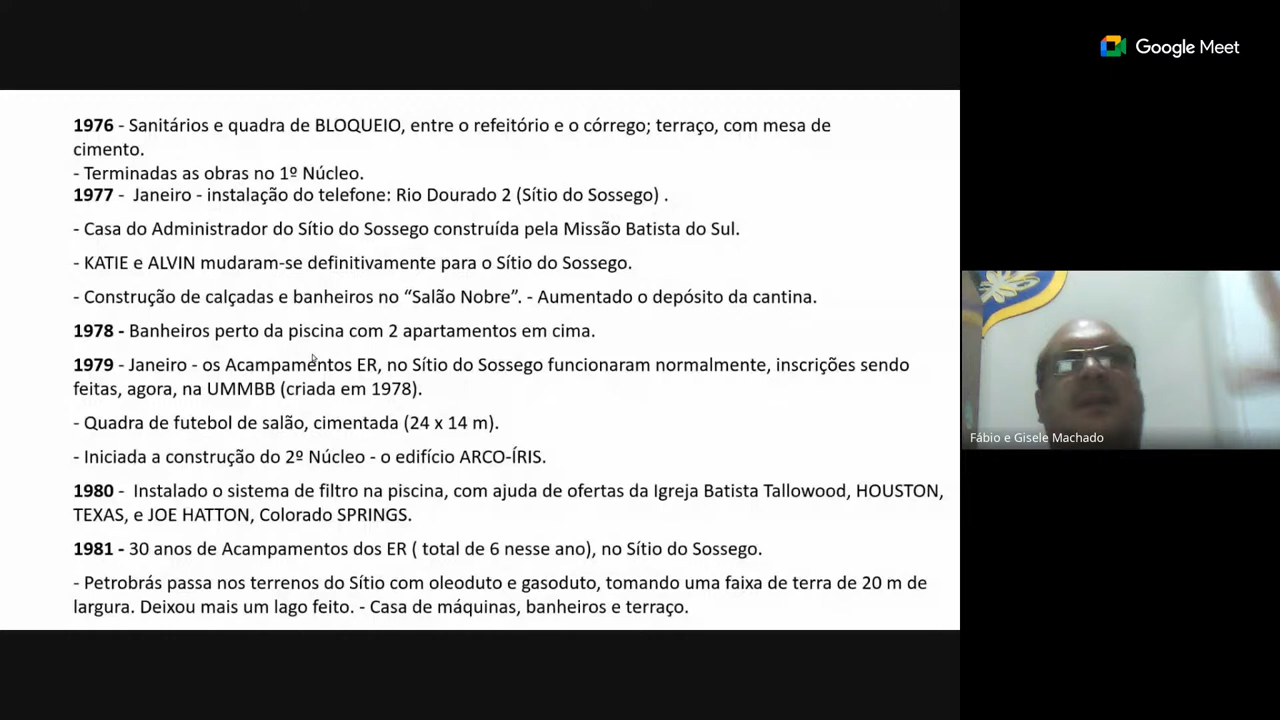 Google Meet
1976 - Sanitários e quadra de BLOQUEIO, entre o refeitório e o córrego; terraço, com mesa de
cimento.
- Terminadas as obras no 1º Núcleo.
1977 - Janeiro - instalação do telefone: Rio Dourado 2 (Sítio do Sossego) .
- Casa do Administrador do Sítio do Sossego construída pela Missão Batista do Sul.
- KATIE e ALVIN mudaram-se definitivamente para o Sítio do Sossego.
- Construção de calçadas e banheiros no “Salão Nobre”. - Aumentado o depósito da cantina.
1978 - Banheiros perto da piscina com 2 apartamentos em cima.
1979 - Janeiro - os Acampamentos ER, no Sítio do Sossego funcionaram normalmente, inscrições sendo
feitas, agora, na UMMBB (criada em 1978).
- Quadra de futebol de salão, cimentada (24 x 14 m).
- Iniciada a construção do 2º Núcleo - o edifício ARCO-ÍRIS.
1980 - Instalado o sistema de filtro na piscina, com ajuda de ofertas da Igreja Batista Tallowood, HOUSTON,
TEXAS, e JOE HATTON, Colorado SPRINGS.
1981 - 30 anos de Acampamentos dos ER ( total de 6 nesse ano), no Sítio do Sossego.
- Petrobrás passa nos terrenos do Sítio com oleoduto e gasoduto, tomando uma faixa de terra de 20 m de
largura. Deixou mais um lago feito. - Casa de máquinas, banheiros e terraço.
Fábio e Gisele Machado